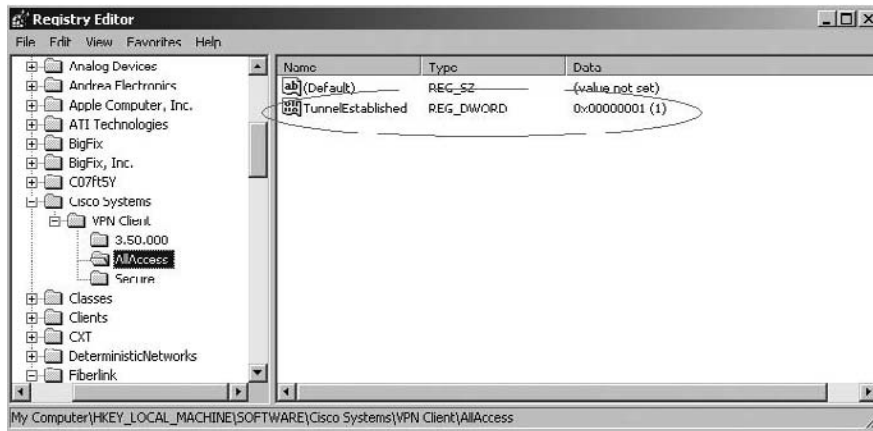 Registry Editor
File Edit View Favorites Help
Analog Devices
Andrea Electronics
Apple Computer, Inc.
ATI Technologies
BigFix
BigFix, Inc.
C07ft5Y
Cisco Systems
VPN Client
3.50.000
AllAccess
Secure
Classes
Clients
CXT
DeterministicNetworks
Fiberlink
Name Type Data
(Default) REG_SZ (value not set)
TunnelEstablished REG_DWORD 0x00000001 (1)
My Computer\HKEY_LOCAL_MACHINE\SOFTWARE\Cisco Systems\VPN Client\AllAccess